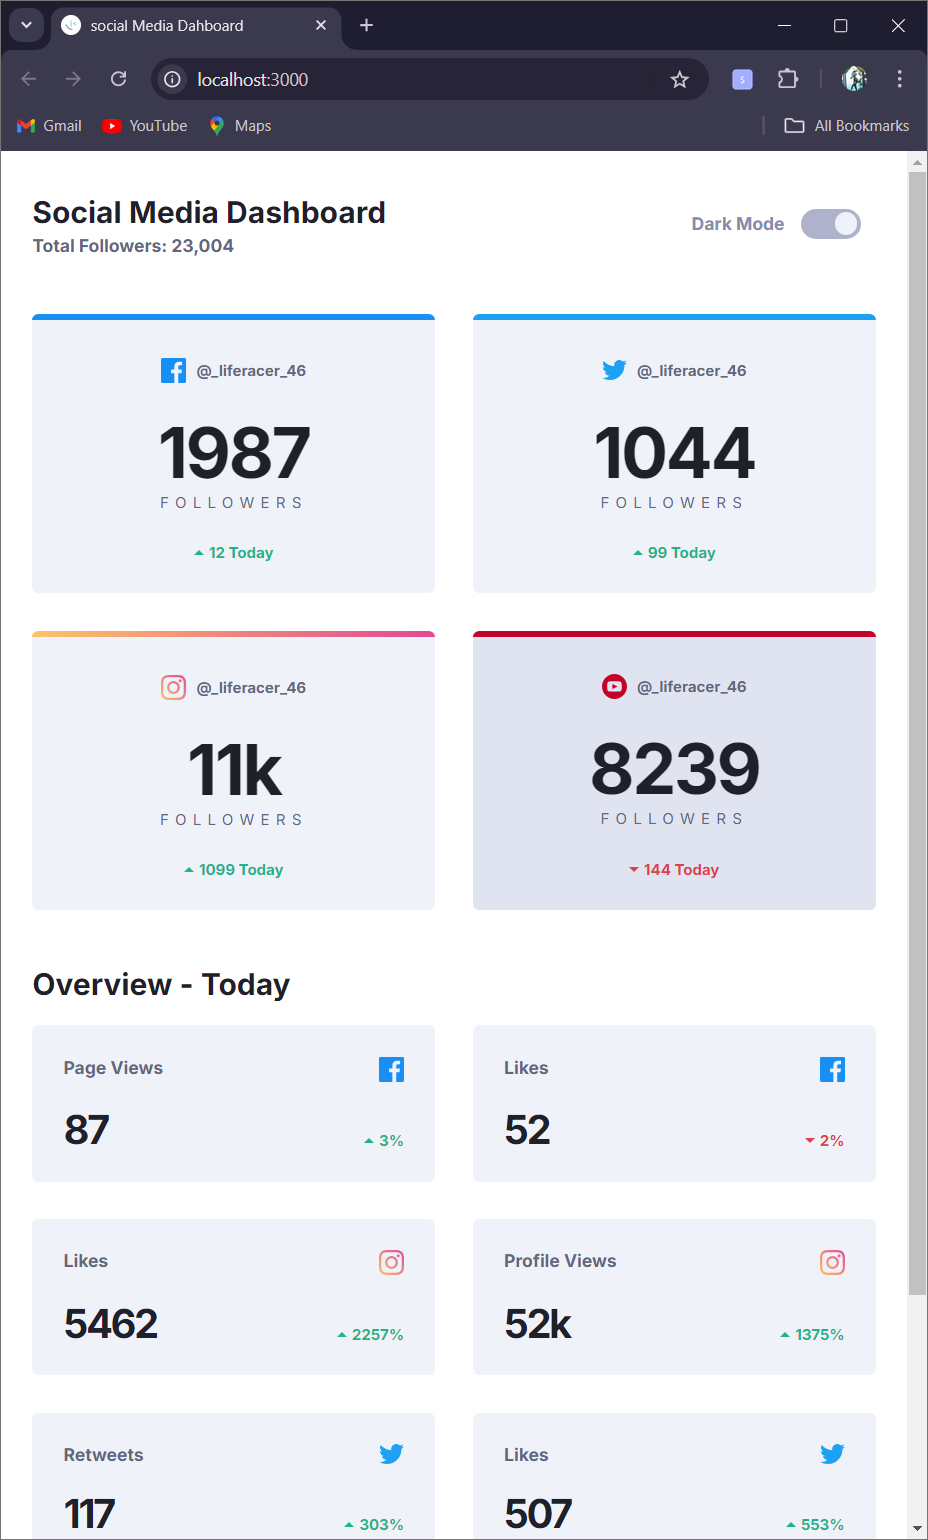 social Media Dahboard
localhost:3000
Gmail YouTube Maps All Bookmarks
Social Media Dashboard
Total Followers: 23,004
Dark Mode
@_liferacer_46
1987
FOLLOWERS
12 Today
@_liferacer_46
1044
FOLLOWERS
99 Today
@_liferacer_46
11k
FOLLOWERS
1099 Today
@_liferacer_46
8239
FOLLOWERS
144 Today
Overview - Today
Page Views
87
3%
Likes
52
2%
Likes
5462
2257%
Profile Views
52k
1375%
Retweets
117
303%
Likes
507
553%